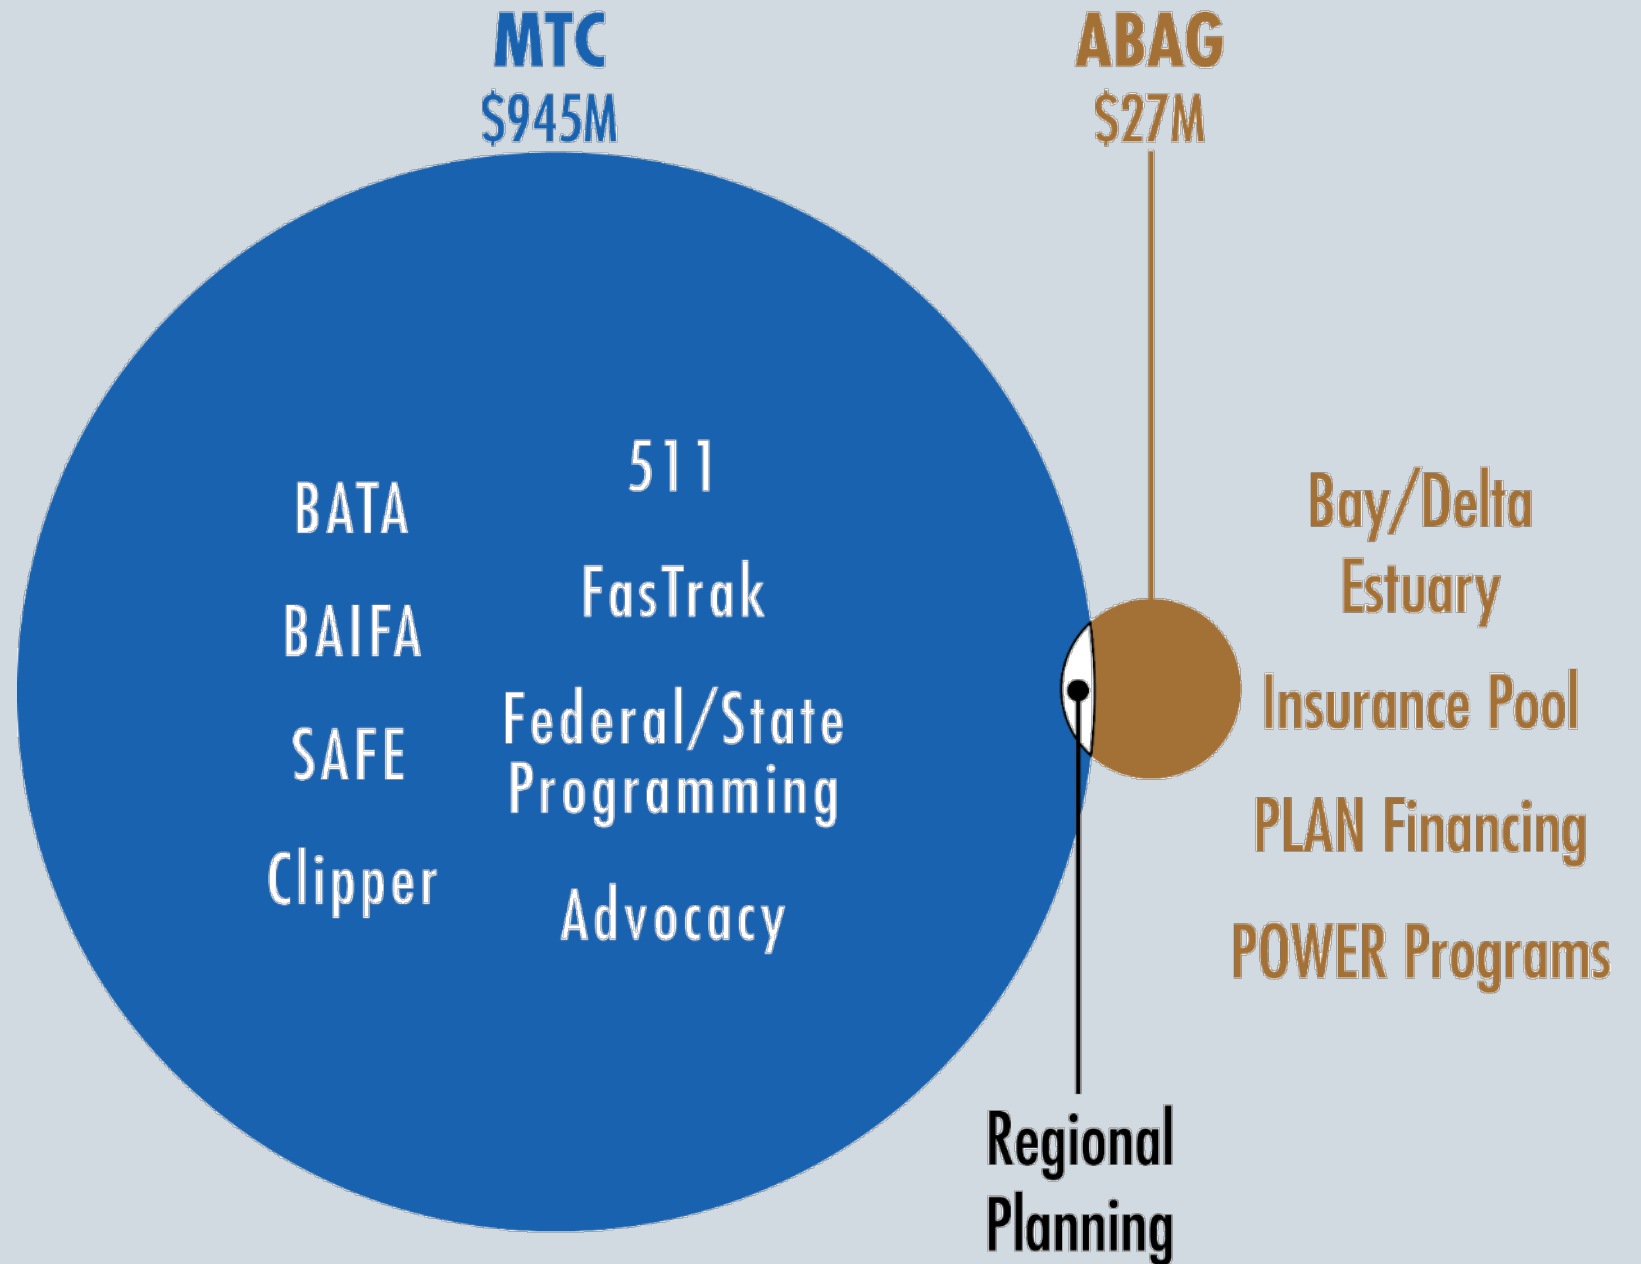 MTC
$945M
ABAG
$27M
BATA
BAIFA
SAFE
Clipper
511
FasTrak
Federal/State
Programming
Advocacy
Bay/Delta
Estuary
Insurance Pool
PLAN Financing
POWER Programs
Regional
Planning